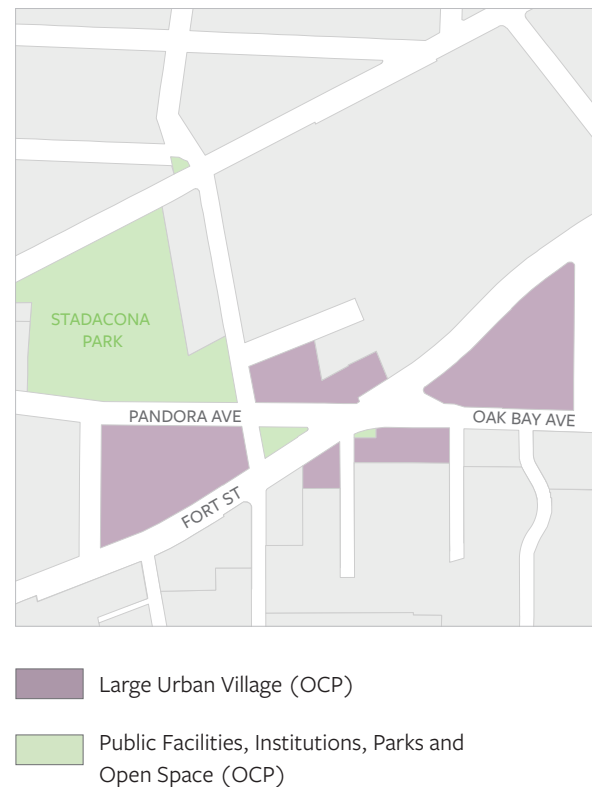 STADACONA
PARK
PANDORA AVE
OAK BAY AVE
FORT ST
Large Urban Village (OCP)
Public Facilities, Institutions, Parks and
Open Space (OCP)